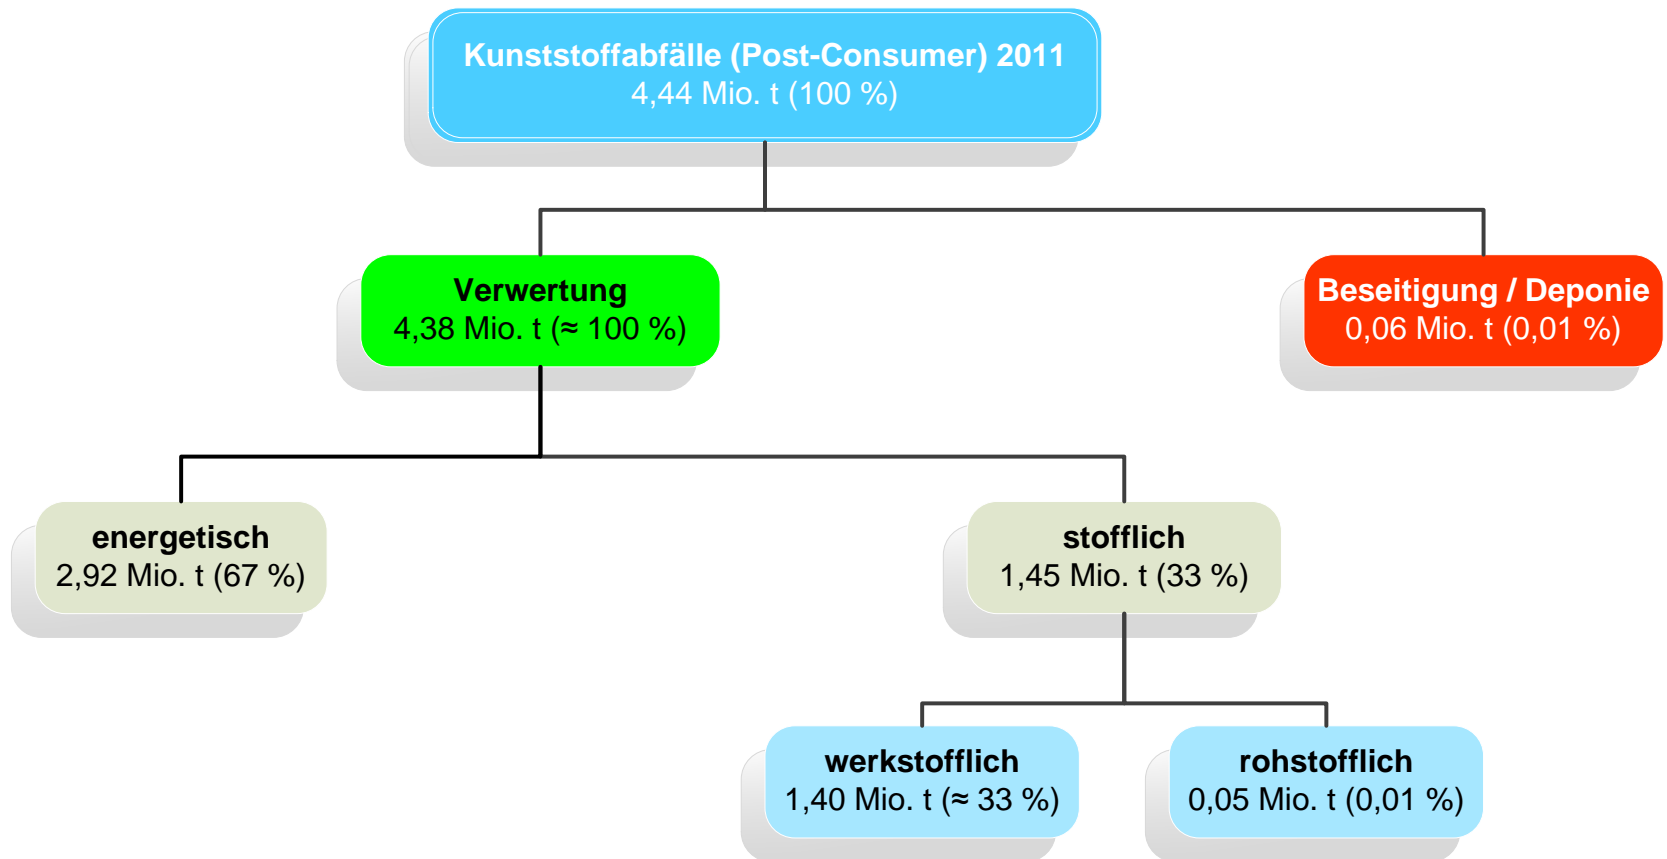 Kunststoffabfälle (Post-Consumer) 2011
4,44 Mio. t (100 %)
Verwertung
4,38 Mio. t (≈ 100 %)
Beseitigung / Deponie
0,06 Mio. t (0,01 %)
energetisch
2,92 Mio. t (67 %)
stofflich
1,45 Mio. t (33 %)
werkstofflich
1,40 Mio. t (≈ 33 %)
rohstofflich
0,05 Mio. t (0,01 %)